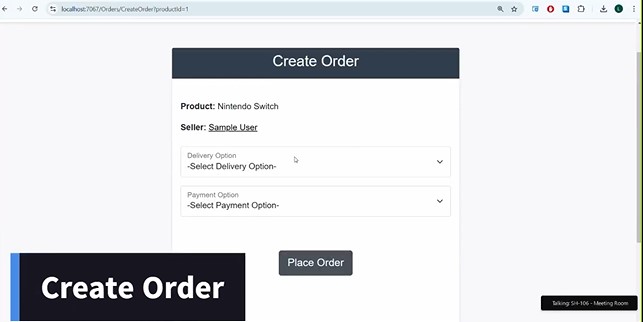 localhost:7067/Orders/CreateOrder?productId=1
Create Order
Product: Nintendo Switch
Seller: Sample User
Delivery Option
-Select Delivery Option-
Payment Option
-Select Payment Option-
Place Order
Create Order
Talking: SH-106 - Meeting Room